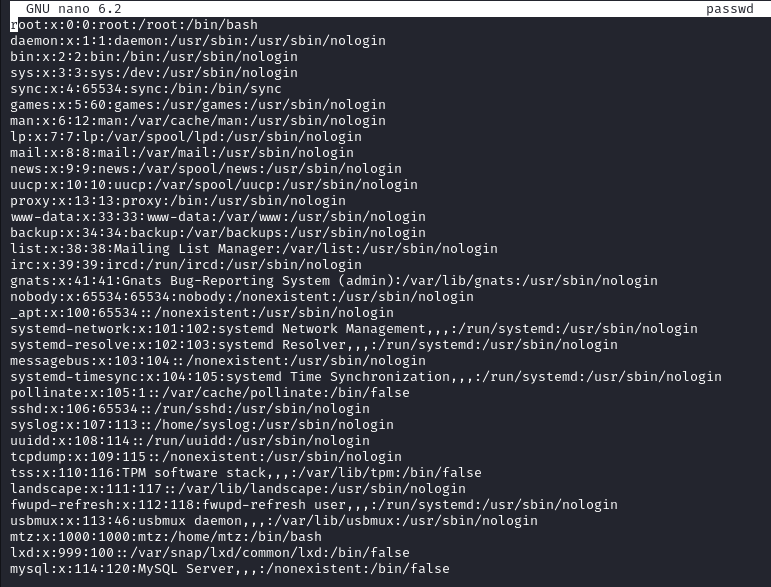 GNU nano 6.2 passwd
root:x:0:0:root:/root:/bin/bash
daemon:x:1:1:daemon:/usr/sbin:/usr/sbin/nologin
bin:x:2:2:bin:/bin:/usr/sbin/nologin
sys:x:3:3:sys:/dev:/usr/sbin/nologin
sync:x:4:65534:sync:/bin:/bin/sync
games:x:5:60:games:/usr/games:/usr/sbin/nologin
man:x:6:12:man:/var/cache/man:/usr/sbin/nologin
lp:x:7:7:lp:/var/spool/lpd:/usr/sbin/nologin
mail:x:8:8:mail:/var/mail:/usr/sbin/nologin
news:x:9:9:news:/var/spool/news:/usr/sbin/nologin
uucp:x:10:10:uucp:/var/spool/uucp:/usr/sbin/nologin
proxy:x:13:13:proxy:/bin:/usr/sbin/nologin
www-data:x:33:33:www-data:/var/www:/usr/sbin/nologin
backup:x:34:34:backup:/var/backups:/usr/sbin/nologin
list:x:38:38:Mailing List Manager:/var/list:/usr/sbin/nologin
irc:x:39:39:ircd:/run/ircd:/usr/sbin/nologin
gnats:x:41:41:Gnats Bug-Reporting System (admin):/var/lib/gnats:/usr/sbin/nologin
nobody:x:65534:65534:nobody:/nonexistent:/usr/sbin/nologin
_apt:x:100:65534::/nonexistent:/usr/sbin/nologin
systemd-network:x:101:102:systemd Network Management,,,:/run/systemd:/usr/sbin/nologin
systemd-resolve:x:102:103:systemd Resolver,,,:/run/systemd:/usr/sbin/nologin
messagebus:x:103:104::/nonexistent:/usr/sbin/nologin
systemd-timesync:x:104:105:systemd Time Synchronization,,,:/run/systemd:/usr/sbin/nologin
pollinate:x:105:1::/var/cache/pollinate:/bin/false
sshd:x:106:65534::/run/sshd:/usr/sbin/nologin
syslog:x:107:113::/home/syslog:/usr/sbin/nologin
uuidd:x:108:114::/run/uuidd:/usr/sbin/nologin
tcpdump:x:109:115::/nonexistent:/usr/sbin/nologin
tss:x:110:116:TPM software stack,,,:/var/lib/tpm:/bin/false
landscape:x:111:117::/var/lib/landscape:/usr/sbin/nologin
fwupd-refresh:x:112:118:fwupd-refresh user,,,:/run/systemd:/usr/sbin/nologin
usbmux:x:113:46:usbmux daemon,,,:/var/lib/usbmux:/usr/sbin/nologin
mtz:x:1000:1000:mtz:/home/mtz:/bin/bash
lxd:x:999:100::/var/snap/lxd/common/lxd:/bin/false
mysql:x:114:120:MySQL Server,,,:/nonexistent:/bin/false